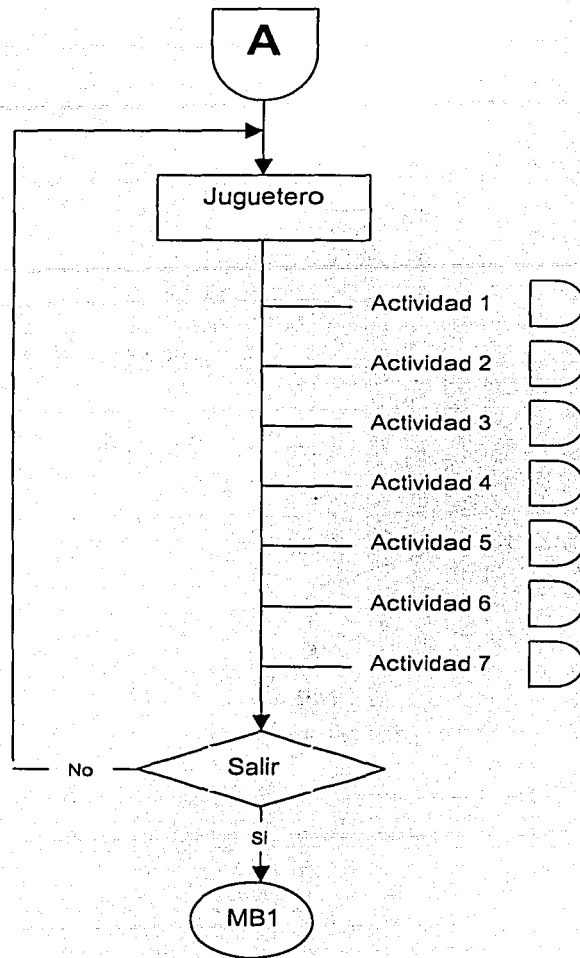 A
Juguetero
Actividad 1
Actividad 2
Actividad 3
Actividad 4
Actividad 5
Actividad 6
Actividad 7
Salir
No
SI
MB1